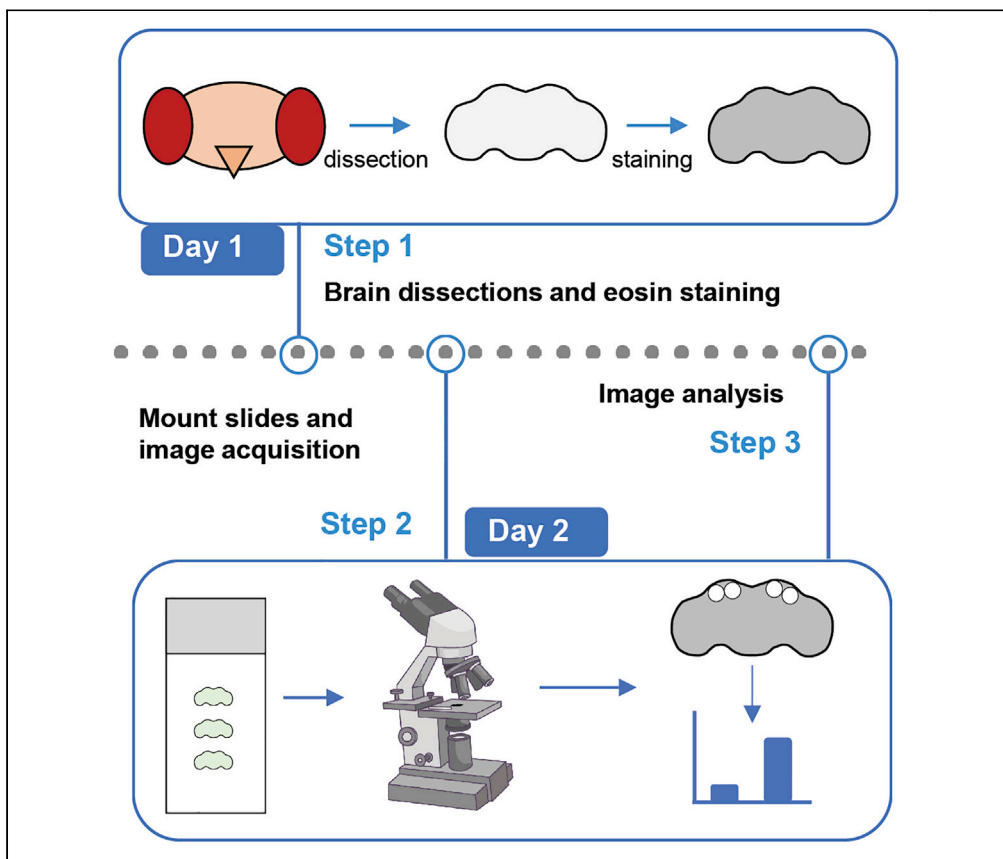 dissection
staining
Day 1
Step 1
Brain dissections and eosin staining
Mount slides and
image acquisition
Image analysis
Step 3
Step 2
Day 2